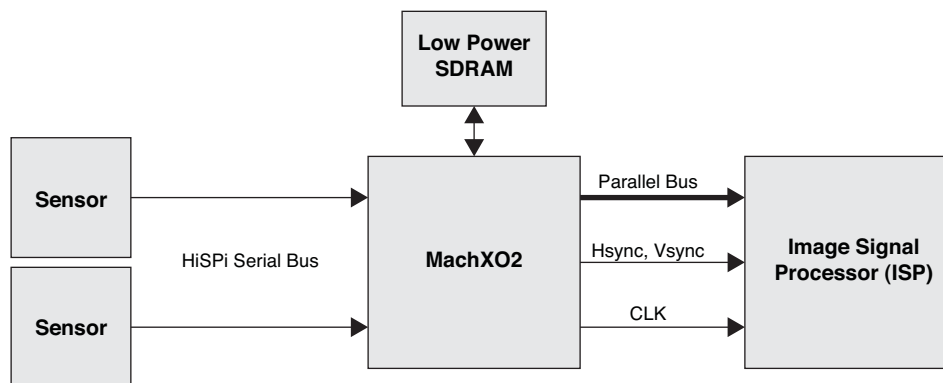 Low Power
SDRAM
Sensor
Parallel Bus
HiSPi Serial Bus
MachXO2
Hsync, Vsync
Image Signal
Processor (ISP)
Sensor
CLK